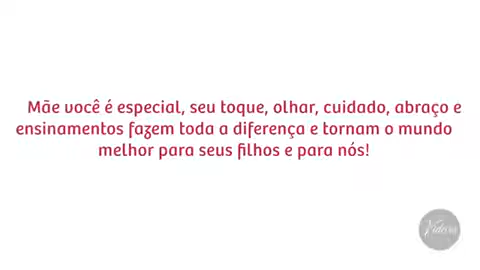 Mãe você é especial, seu toque, olhar, cuidado, abraço e
ensinamentos fazem toda a diferença e tornam o mundo
melhor para seus filhos e para nós!